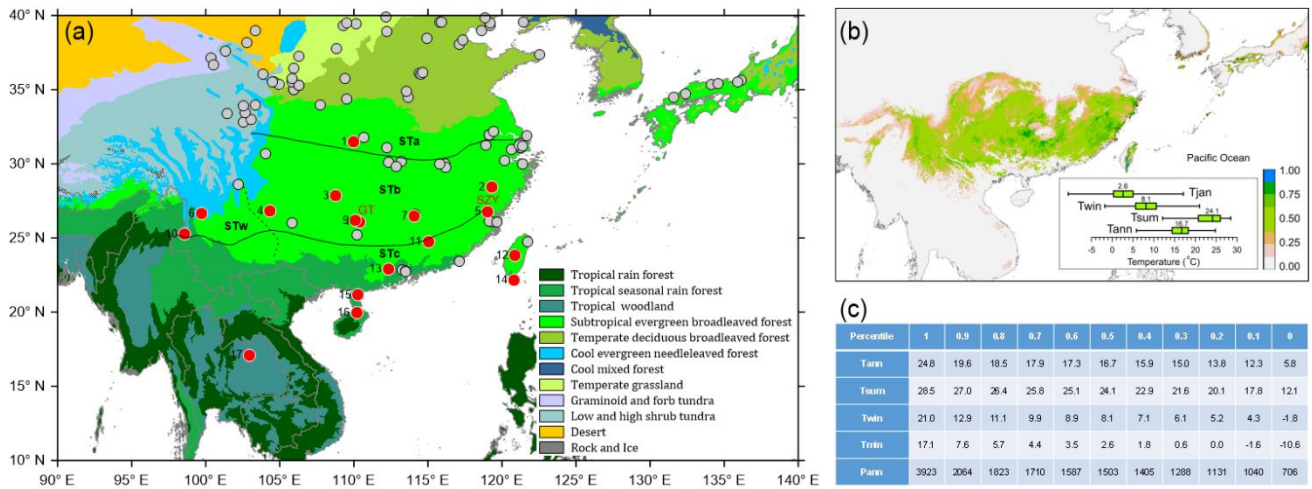 (a)
40° N
35° N
30° N
25° N
20° N
15° N
10° N
90° E
95° E
100° E
105° E
110° E
115° E
120° E
125° E
130° E
135° E
140° E
1
STa
STb
2
3
SZY
6
4
GT
5
9
7
STw
10
11
STc
12
13
14
15
16
17
Tropical rain forest
Tropical seasonal rain forest
Tropical woodland
Subtropical evergreen broadleaved forest
Temperate deciduous broadleaved forest
Cool evergreen needleleaved forest
Cool mixed forest
Temperate grassland
Graminoid and forb tundra
Low and high shrub tundra
Desert
Rock and Ice
(b)
Pacific Ocean
2.6
Tjan
8.1
Twin
24.1
Tsum
16.7
Tann
-5 0 5 10 15 20 25 30
Temperature (°C)
1.00
0.75
0.50
0.25
0.00
(c)
Percentile 1 0.9 0.8 0.7 0.6 0.5 0.4 0.3 0.2 0.1 0
Tann 24.8 19.6 18.5 17.9 17.3 16.7 15.9 15.0 13.8 12.3 5.8
Tsum 28.5 27.0 26.4 25.8 25.1 24.1 22.9 21.6 20.1 17.8 12.1
Twin 21.0 12.9 11.1 9.9 8.9 8.1 7.1 6.1 5.2 4.3 -1.8
Tmin 17.1 7.6 5.7 4.4 3.5 2.6 1.8 0.6 0.0 -1.6 -10.6
Pann 3923 2064 1823 1710 1587 1503 1405 1288 1131 1040 706